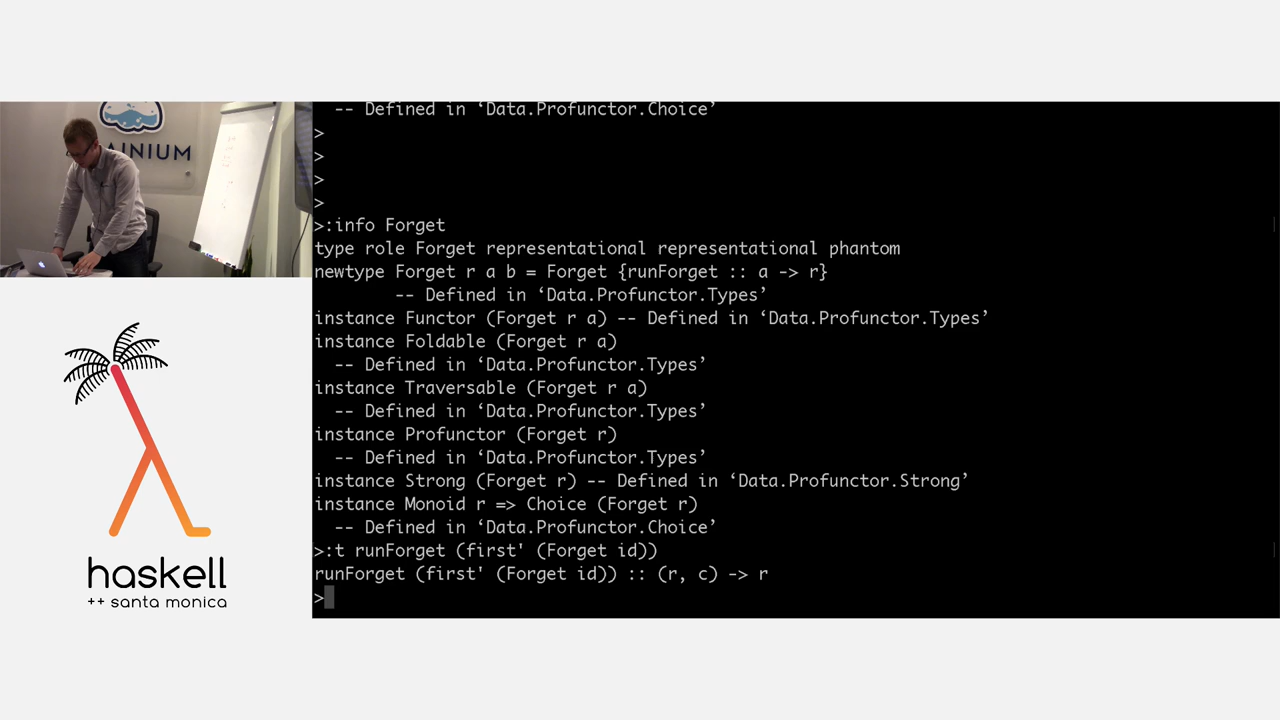 -- Defined in ‘Data.Profunctor.Choice’
>
>
>
>
>:info Forget
type role Forget representational representational phantom
newtype Forget r a b = Forget {runForget :: a -> r}
-- Defined in ‘Data.Profunctor.Types’
instance Functor (Forget r a) -- Defined in ‘Data.Profunctor.Types’
instance Foldable (Forget r a)
-- Defined in ‘Data.Profunctor.Types’
instance Traversable (Forget r a)
-- Defined in ‘Data.Profunctor.Types’
instance Profunctor (Forget r)
-- Defined in ‘Data.Profunctor.Types’
instance Strong (Forget r) -- Defined in ‘Data.Profunctor.Strong’
instance Monoid r => Choice (Forget r)
-- Defined in ‘Data.Profunctor.Choice’
>:t runForget (first' (Forget id))
runForget (first' (Forget id)) :: (r, c) -> r
>
AINIUM
haskell
++ santa monica